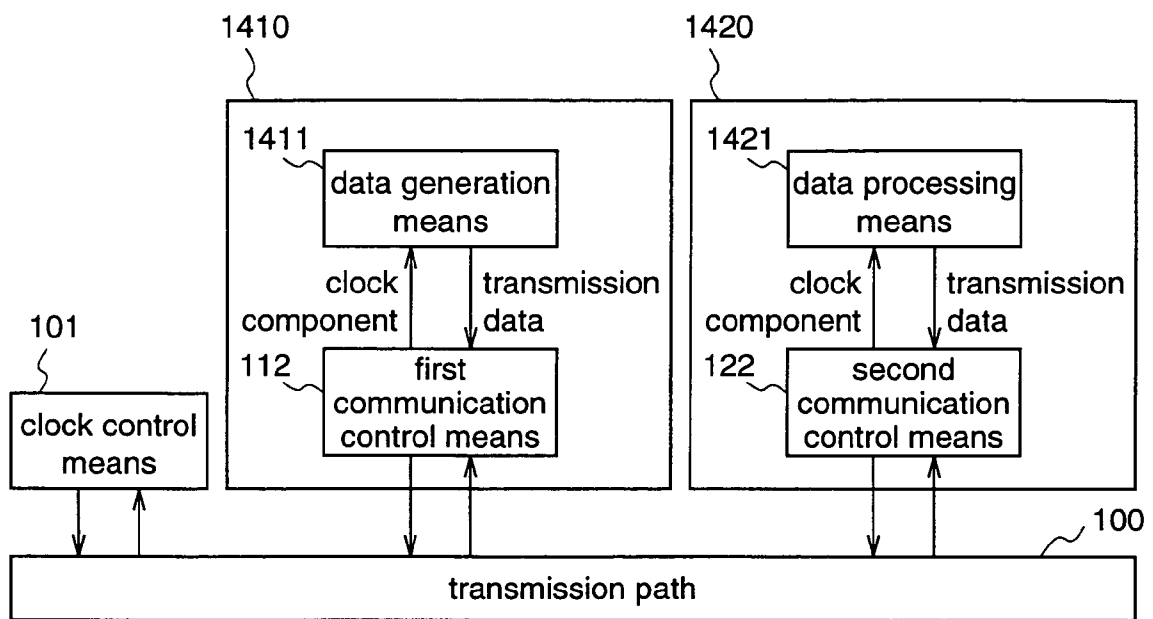 1410
1420
1411
data generation
means
1421
data processing
means
clock
component
transmission
data
clock
component
transmission
data
101
clock control
means
112
first
communication
control means
122
second
communication
control means
100
transmission path